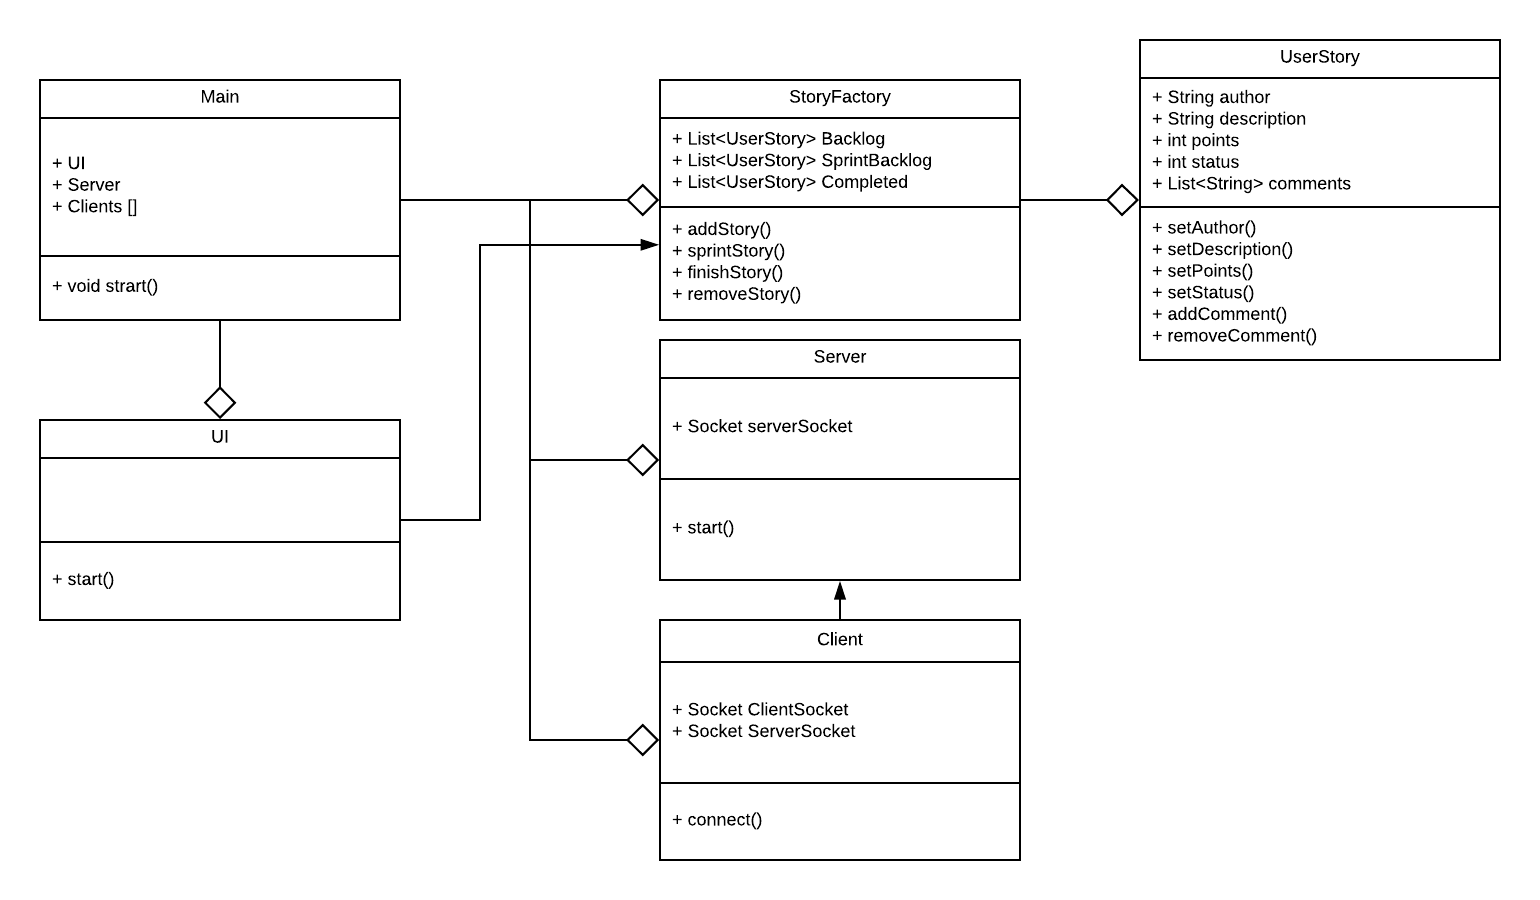 Main
+ UI
+ Server
+ Clients []
+ void strart()
UI
+ start()
StoryFactory
+ List<UserStory> Backlog
+ List<UserStory> SprintBacklog
+ List<UserStory> Completed
+ addStory()
+ sprintStory()
+ finishStory()
+ removeStory()
Server
+ Socket serverSocket
+ start()
Client
+ Socket ClientSocket
+ Socket ServerSocket
+ connect()
UserStory
+ String author
+ String description
+ int points
+ int status
+ List<String> comments
+ setAuthor()
+ setDescription()
+ setPoints()
+ setStatus()
+ addComment()
+ removeComment()